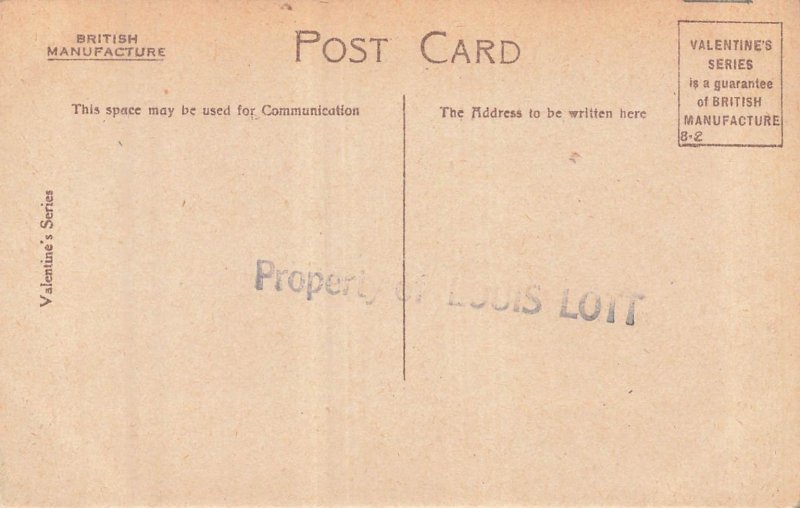 BRITISH
MANUFACTURE
POST CARD
VALENTINE'S
SERIES
is a guarantee
of BRITISH
MANUFACTURE
8-2
This space may be used for Communication
The Address to be written here
Valentine's Series
Property of LOUIS LOTT